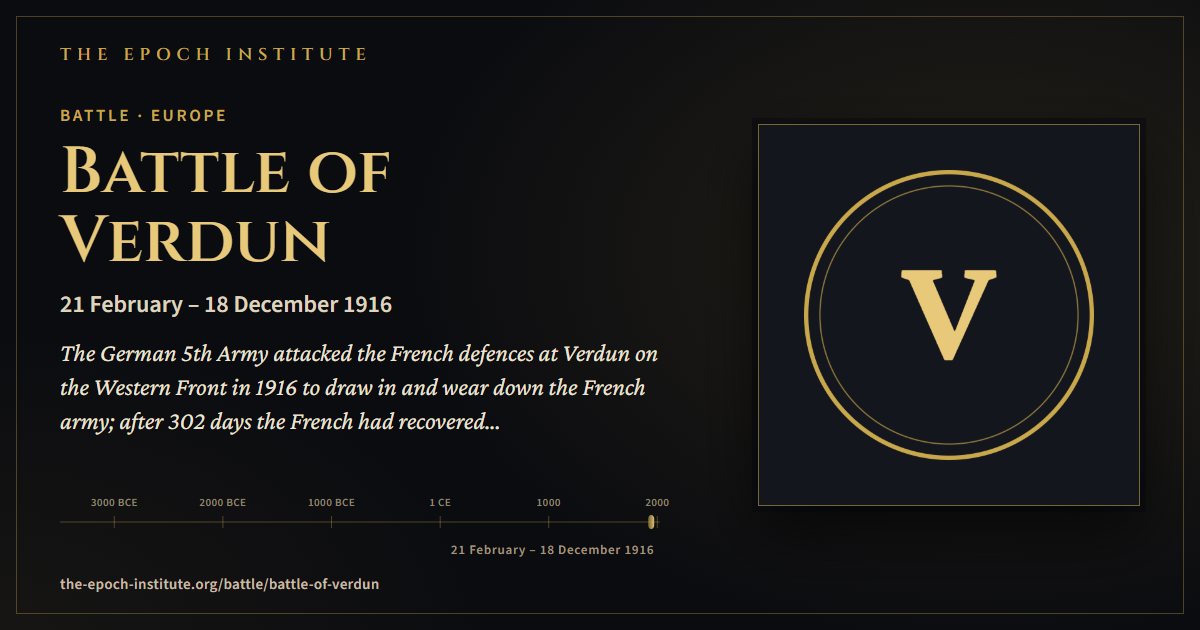 THE EPOCH INSTITUTE
BATTLE · EUROPE
BATTLE OF
VERDUN
21 February – 18 December 1916
The German 5th Army attacked the French defences at Verdun on
the Western Front in 1916 to draw in and wear down the French
army; after 302 days the French had recovered...
V
3000 BCE 2000 BCE 1000 BCE 1 CE 1000 2000
21 February – 18 December 1916
the-epoch-institute.org/battle/battle-of-verdun